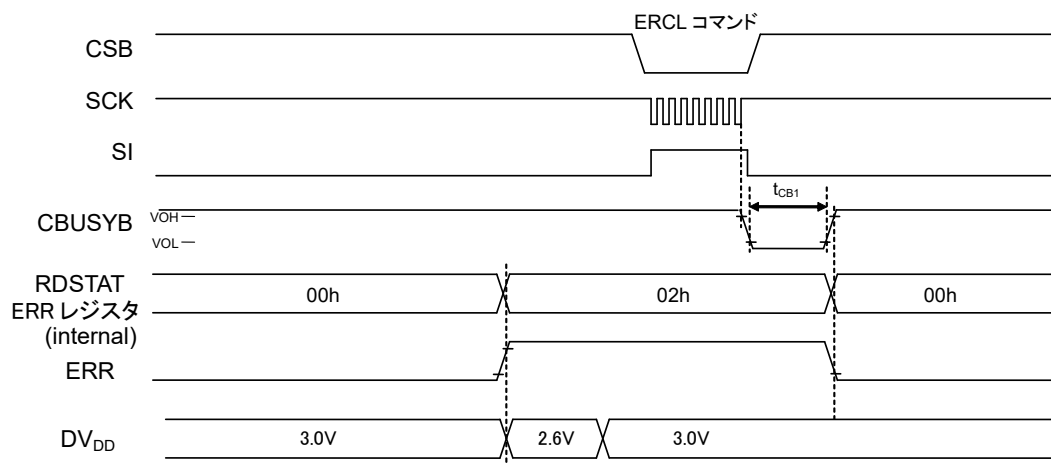 ERCL コマンド
CSB
SCK
SI
tCB1
CBUSYB
VOH
VOL
RDSTAT
ERR レジスタ
(internal)
00h
02h
00h
ERR
DVDD
3.0V
2.6V
3.0V